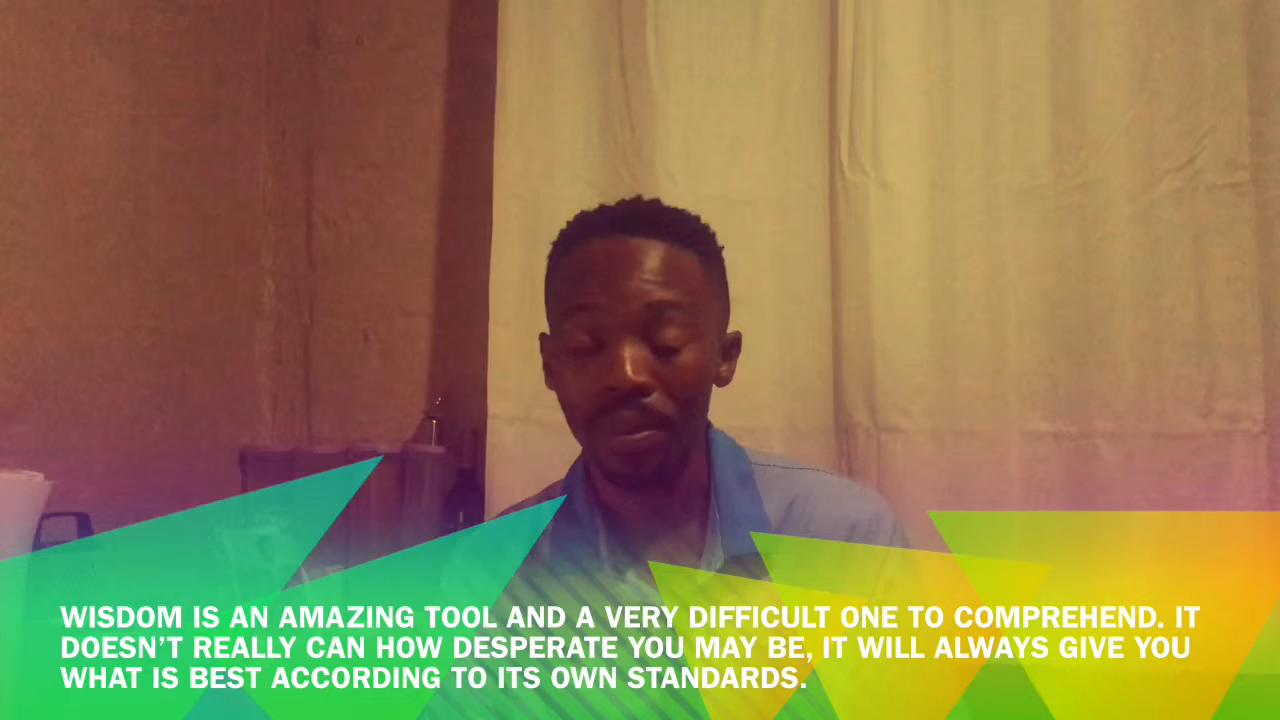 WISDOM IS AN AMAZING TOOL AND A VERY DIFFICULT ONE TO COMPREHEND. IT
DOESN’T REALLY CAN HOW DESPERATE YOU MAY BE, IT WILL ALWAYS GIVE YOU
WHAT IS BEST ACCORDING TO ITS OWN STANDARDS.